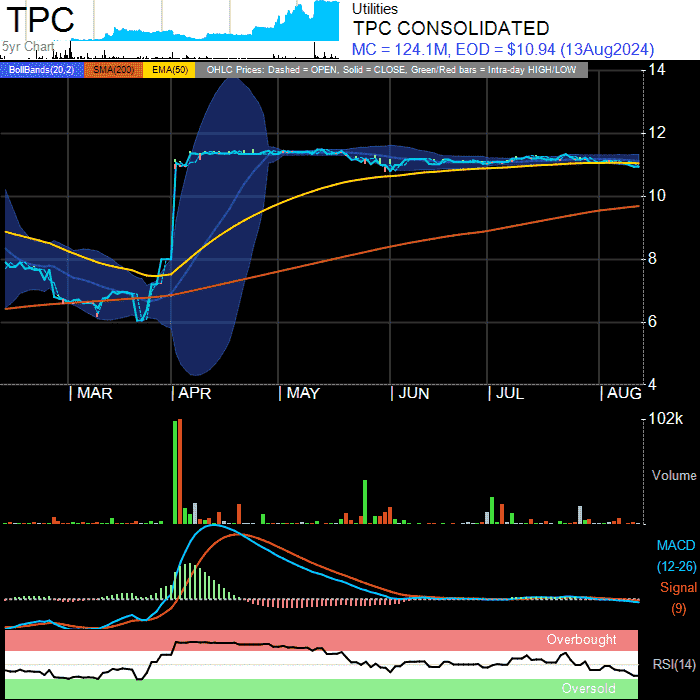 TPC
5yr Chart
Utilities
TPC CONSOLIDATED
MC = 124.1M, EOD = $10.94 (13Aug2024)
BollBands(20,2) SMA(200) EMA(50) OHLC Prices: Dashed = OPEN, Solid = CLOSE, Green/Red bars = Intra-day HIGH/LOW
14
12
10
8
6
4
MAR APR MAY JUN JUL AUG
102k
Volume
MACD
(12-26)
Signal
(9)
Overbought
RSI(14)
Oversold